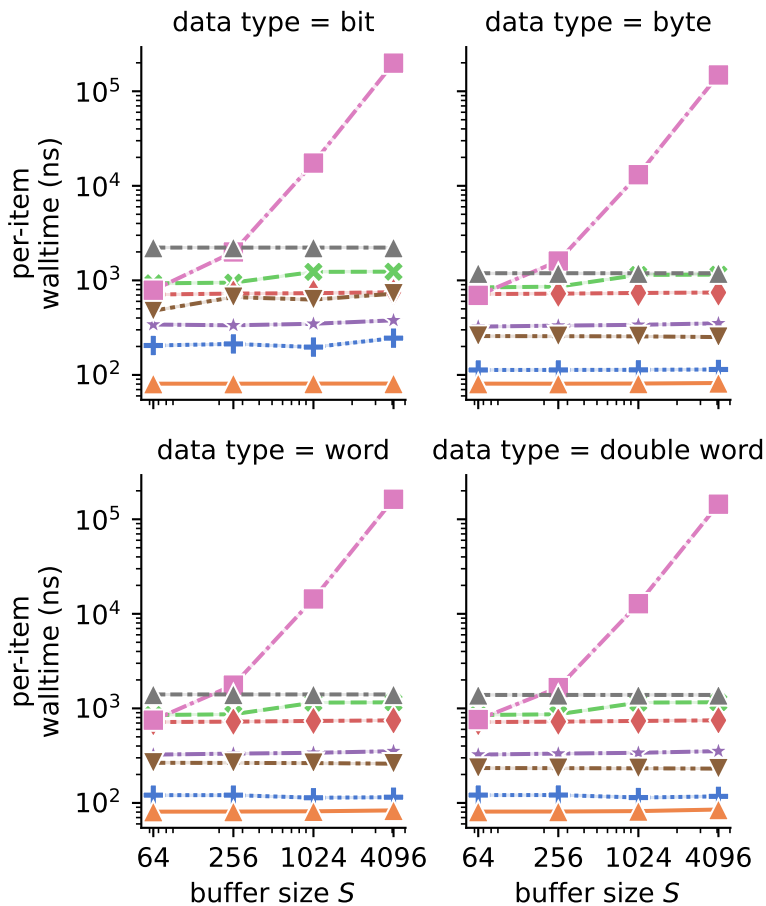 data type = bit
data type = byte
per-item
walltime (ns)
10^5
10^4
10^3
10^2
data type = word
data type = double word
per-item
walltime (ns)
10^5
10^4
10^3
10^2
64 256 1024 4096
64 256 1024 4096
buffer size S
buffer size S